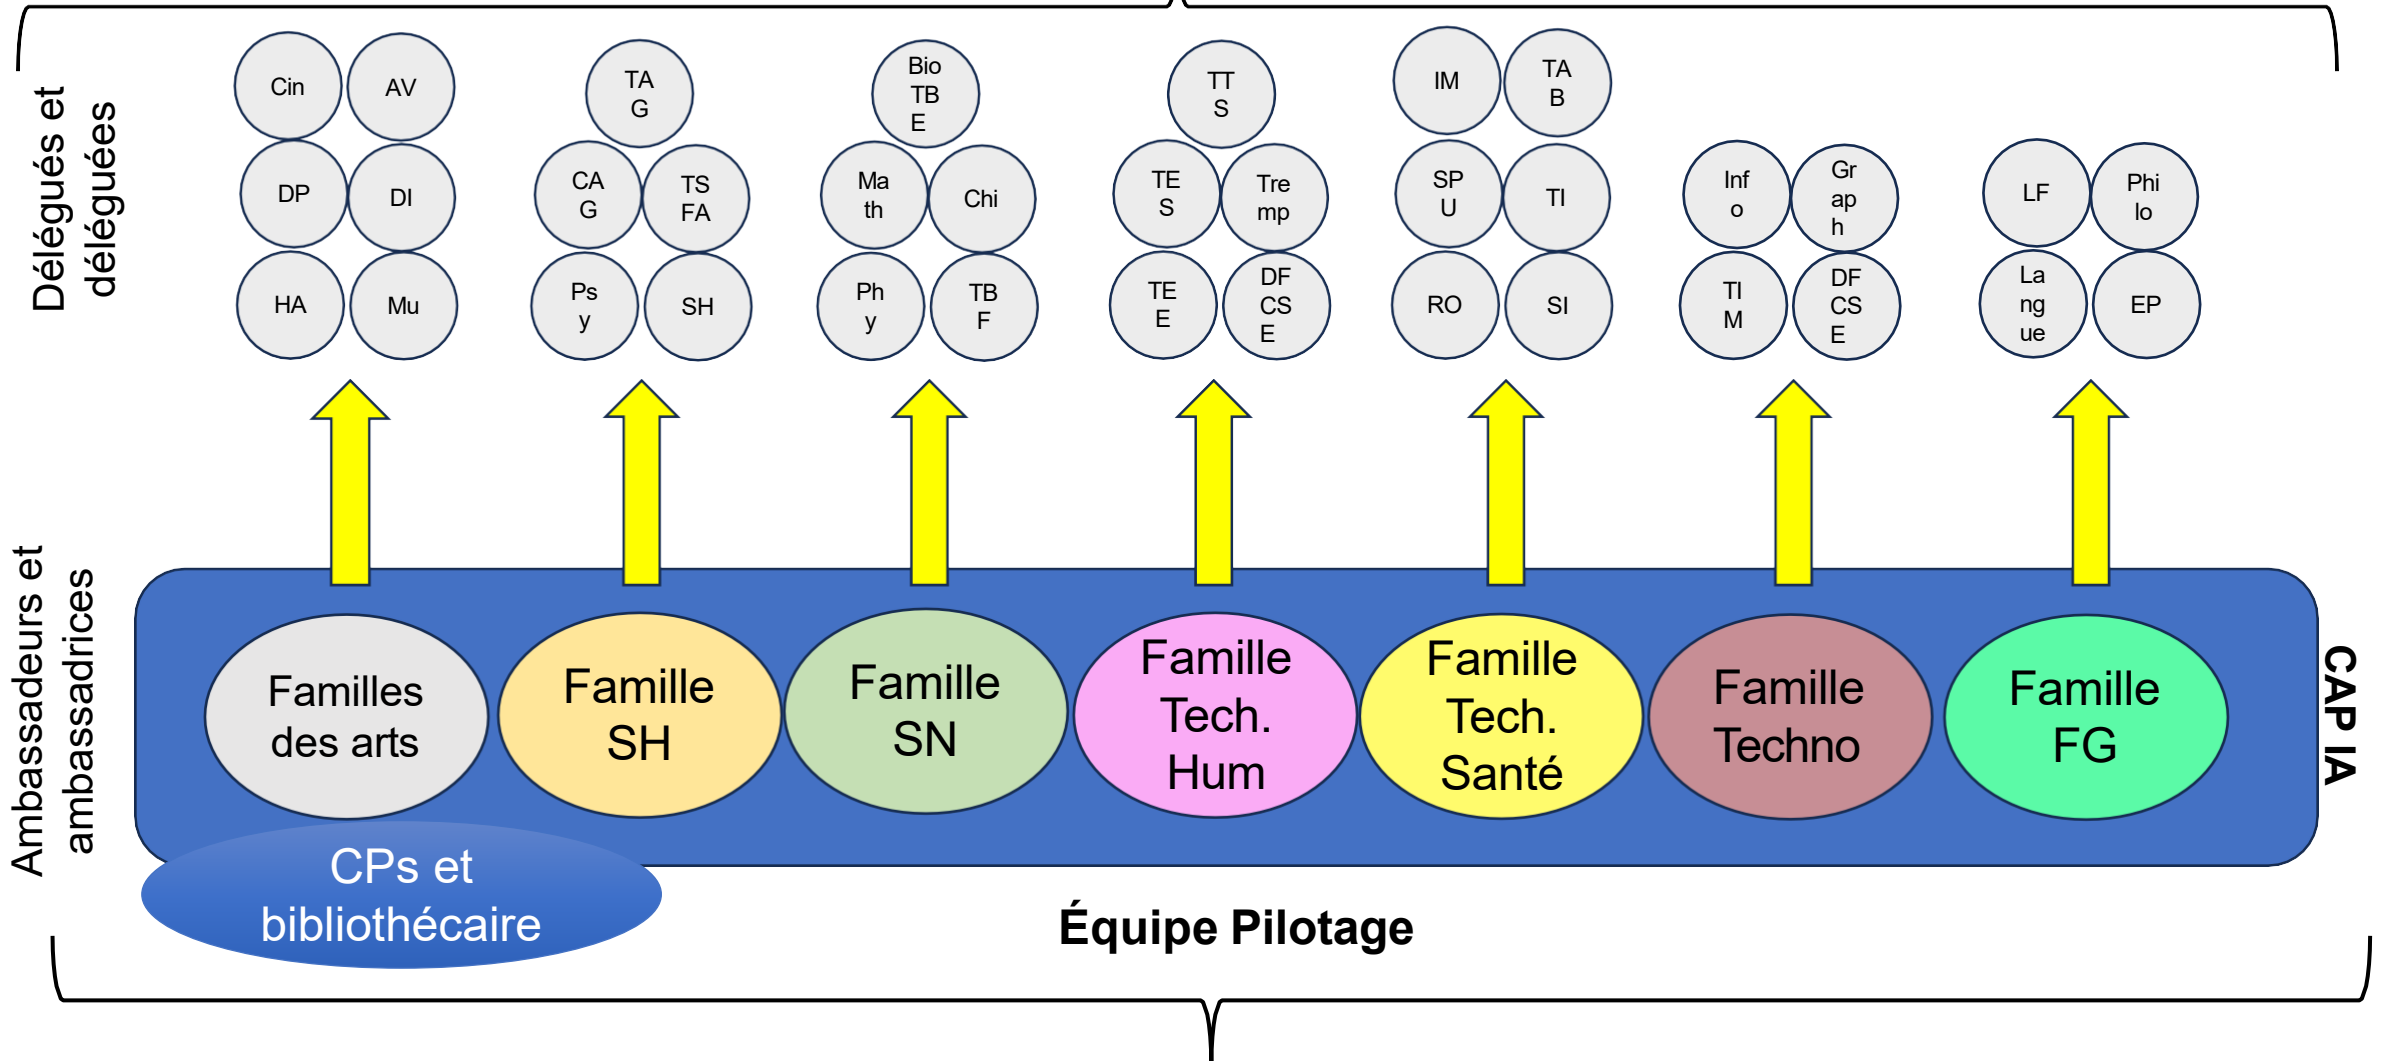 Délégués et
déléguées
Cin
AV
DP
DI
HA
Mu
TA
G
CA
G
TS
FA
Ps
y
SH
Bio
TB
E
Ma
th
Chi
Ph
y
TB
F
TT
S
TE
S
Tre
mp
TE
E
DF
CS
E
IM
TA
B
SP
U
TI
RO
SI
Inf
o
Gr
ap
h
TI
M
DF
CS
E
LF
Phi
lo
La
ng
ue
EP
Ambassadeurs et
ambassadrices
Familles
des arts
Famille
SH
Famille
SN
Famille
Tech.
Hum
Famille
Tech.
Santé
Famille
Techno
Famille
FG
CAP IA
CPs et
bibliothécaire
Équipe Pilotage